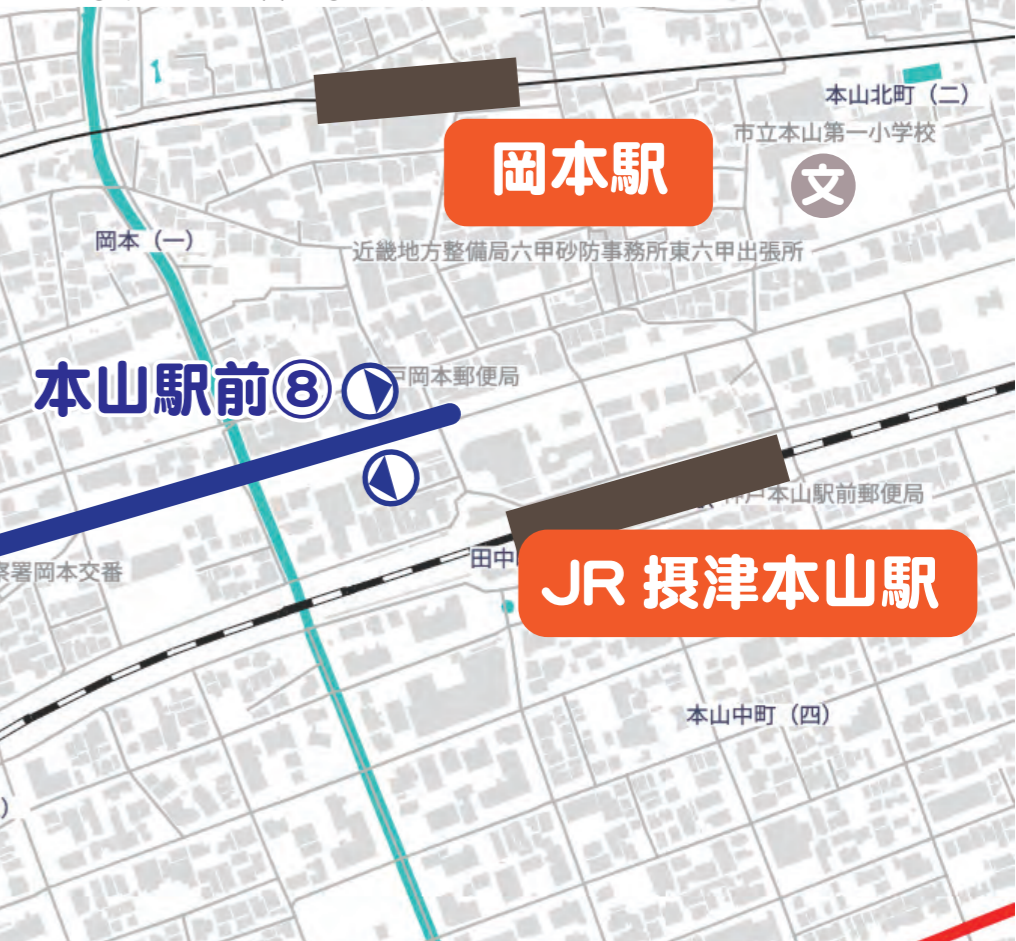 本山北町（二）
市立本山第一小学校
岡本駅
文
岡本（一）
近畿地方整備局六甲砂防事務所東六甲出張所
本山駅前⑧
戸岡本郵便局
神戸本山駅前郵便局
察署岡本交番
田中
JR 摂津本山駅
本山中町（四）
）